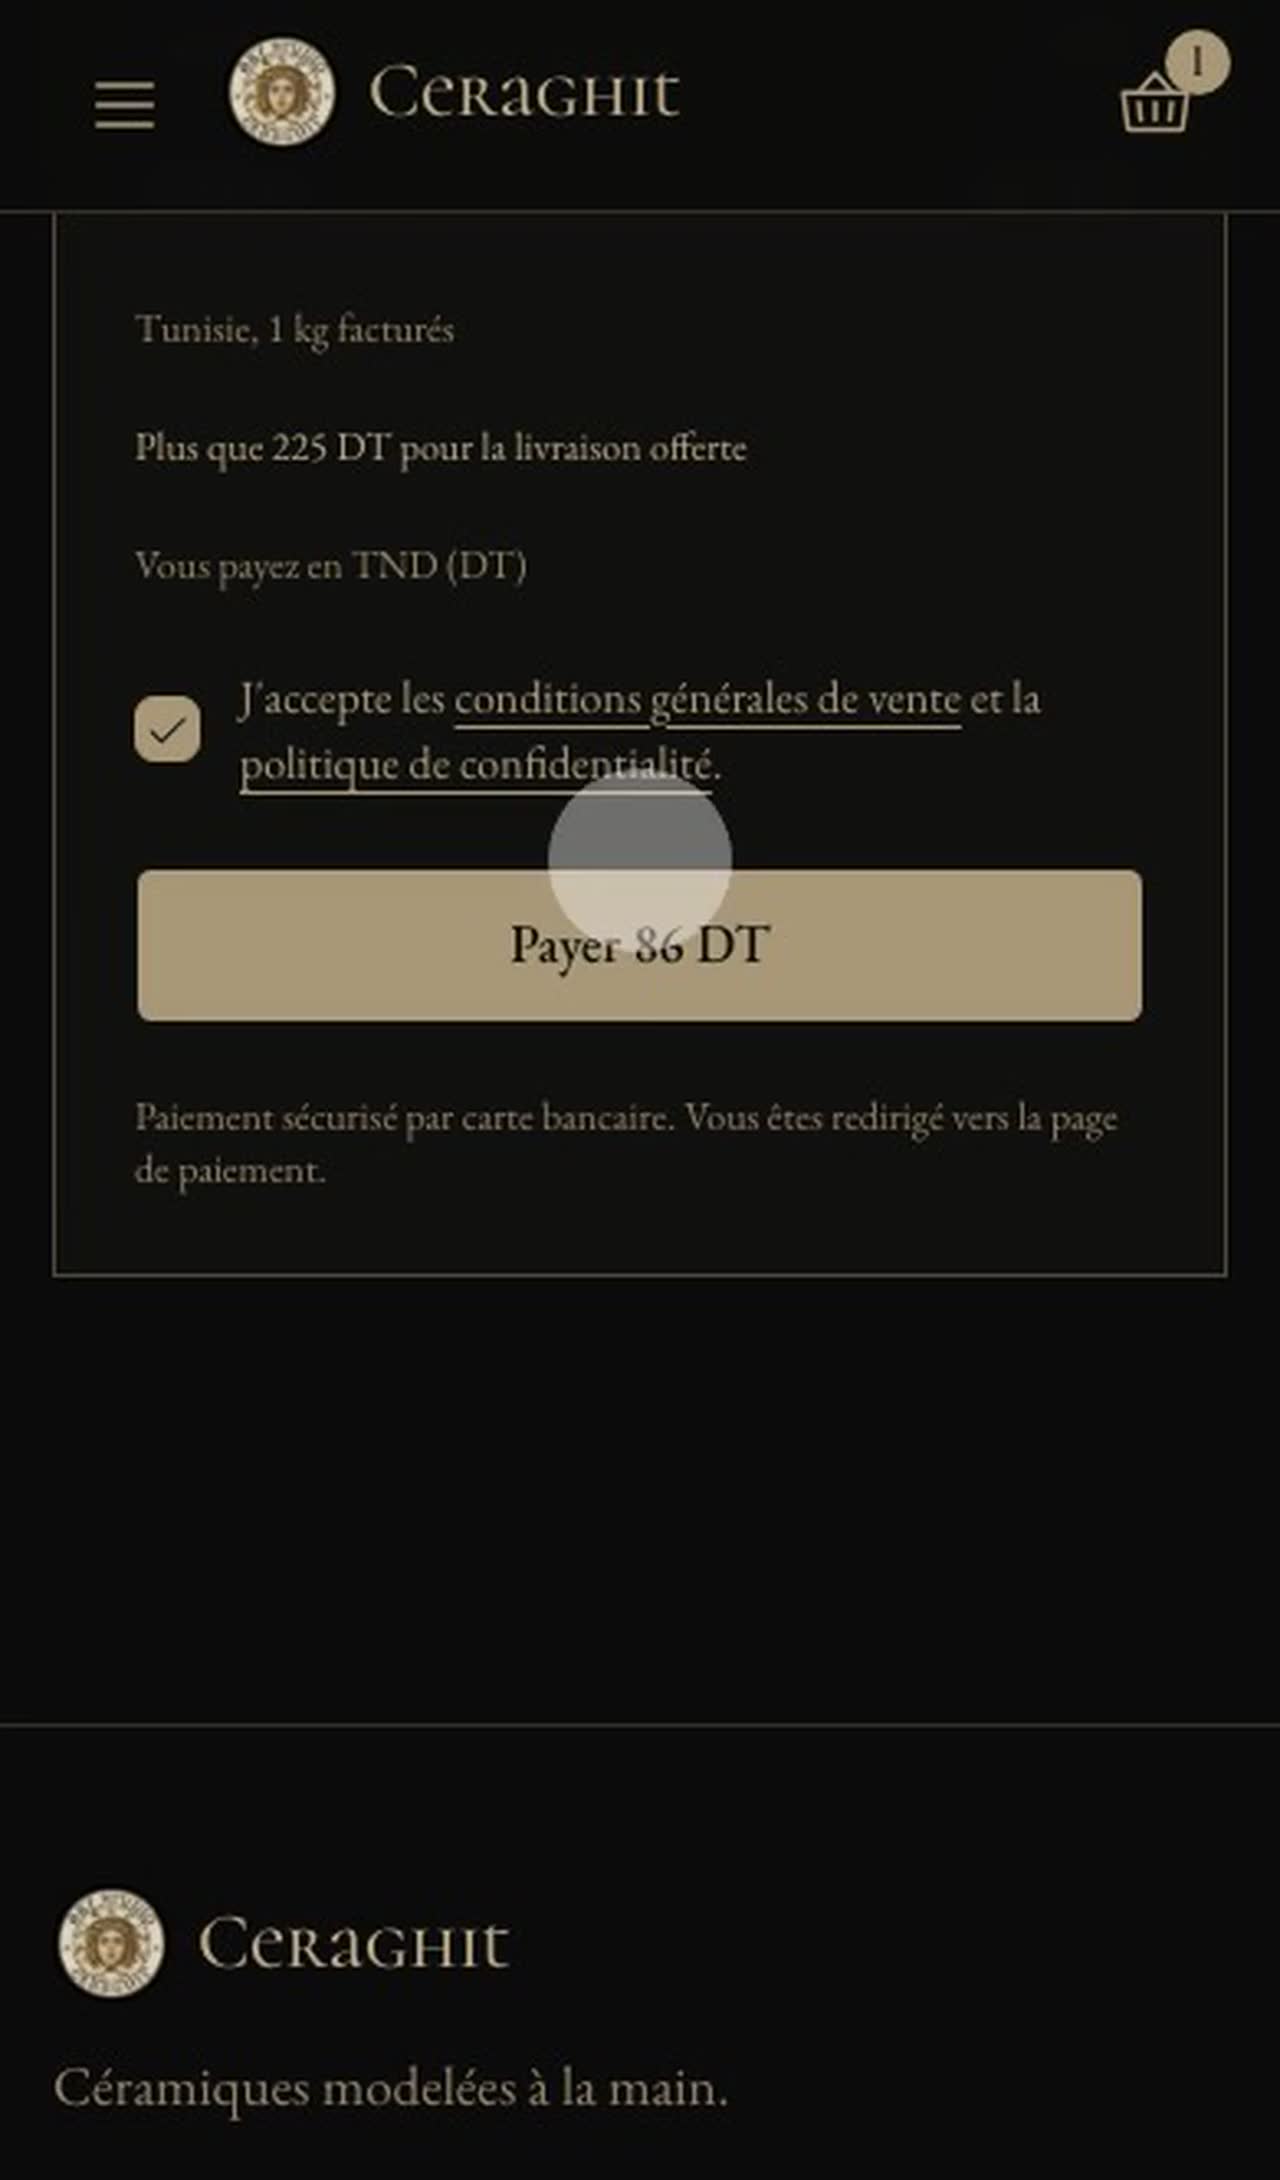 Ceraghit
1
Tunisie, 1 kg facturés
Plus que 225 DT pour la livraison offerte
Vous payez en TND (DT)
J'accepte les conditions générales de vente et la
politique de confidentialité.
Payer 86 DT
Paiement sécurisé par carte bancaire. Vous êtes redirigé vers la page
de paiement.
Ceraghit
Céramiques modelées à la main.